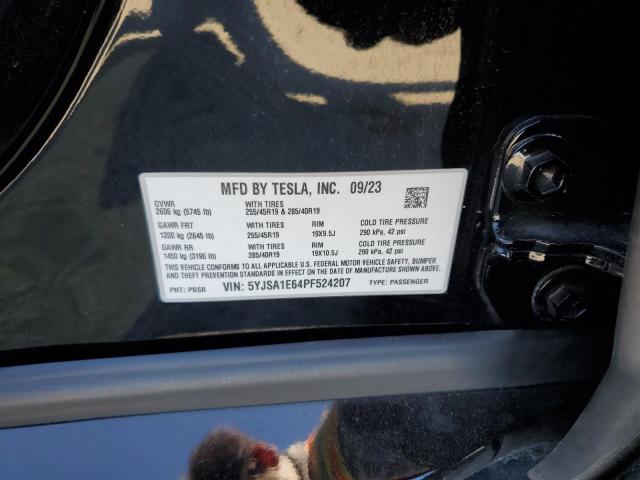 MFD BY TESLA, INC. 09/23
GVWR WITH TIRES
2606 kg (5745 lb) 255/45R19 & 285/40R19
GAWR FRT WITH TIRES RIM COLD TIRE PRESSURE
1200 kg (2645 lb) 255/45R19 19X9.5J 290 kPa, 42 psi
GAWR RR WITH TIRES RIM COLD TIRE PRESSURE
1450 kg (3196 lb) 285/40R19 19X10.5J 290 kPa, 42 psi
THIS VEHICLE CONFORMS TO ALL APPLICABLE U.S. FEDERAL MOTOR VEHICLE SAFETY, BUMPER,
AND THEFT PREVENTION STANDARDS IN EFFECT ON THE DATE OF MANUFACTURE SHOWN ABOVE.
PNT: PBSB VIN: 5YJSA1E64PF524207 TYPE: PASSENGER